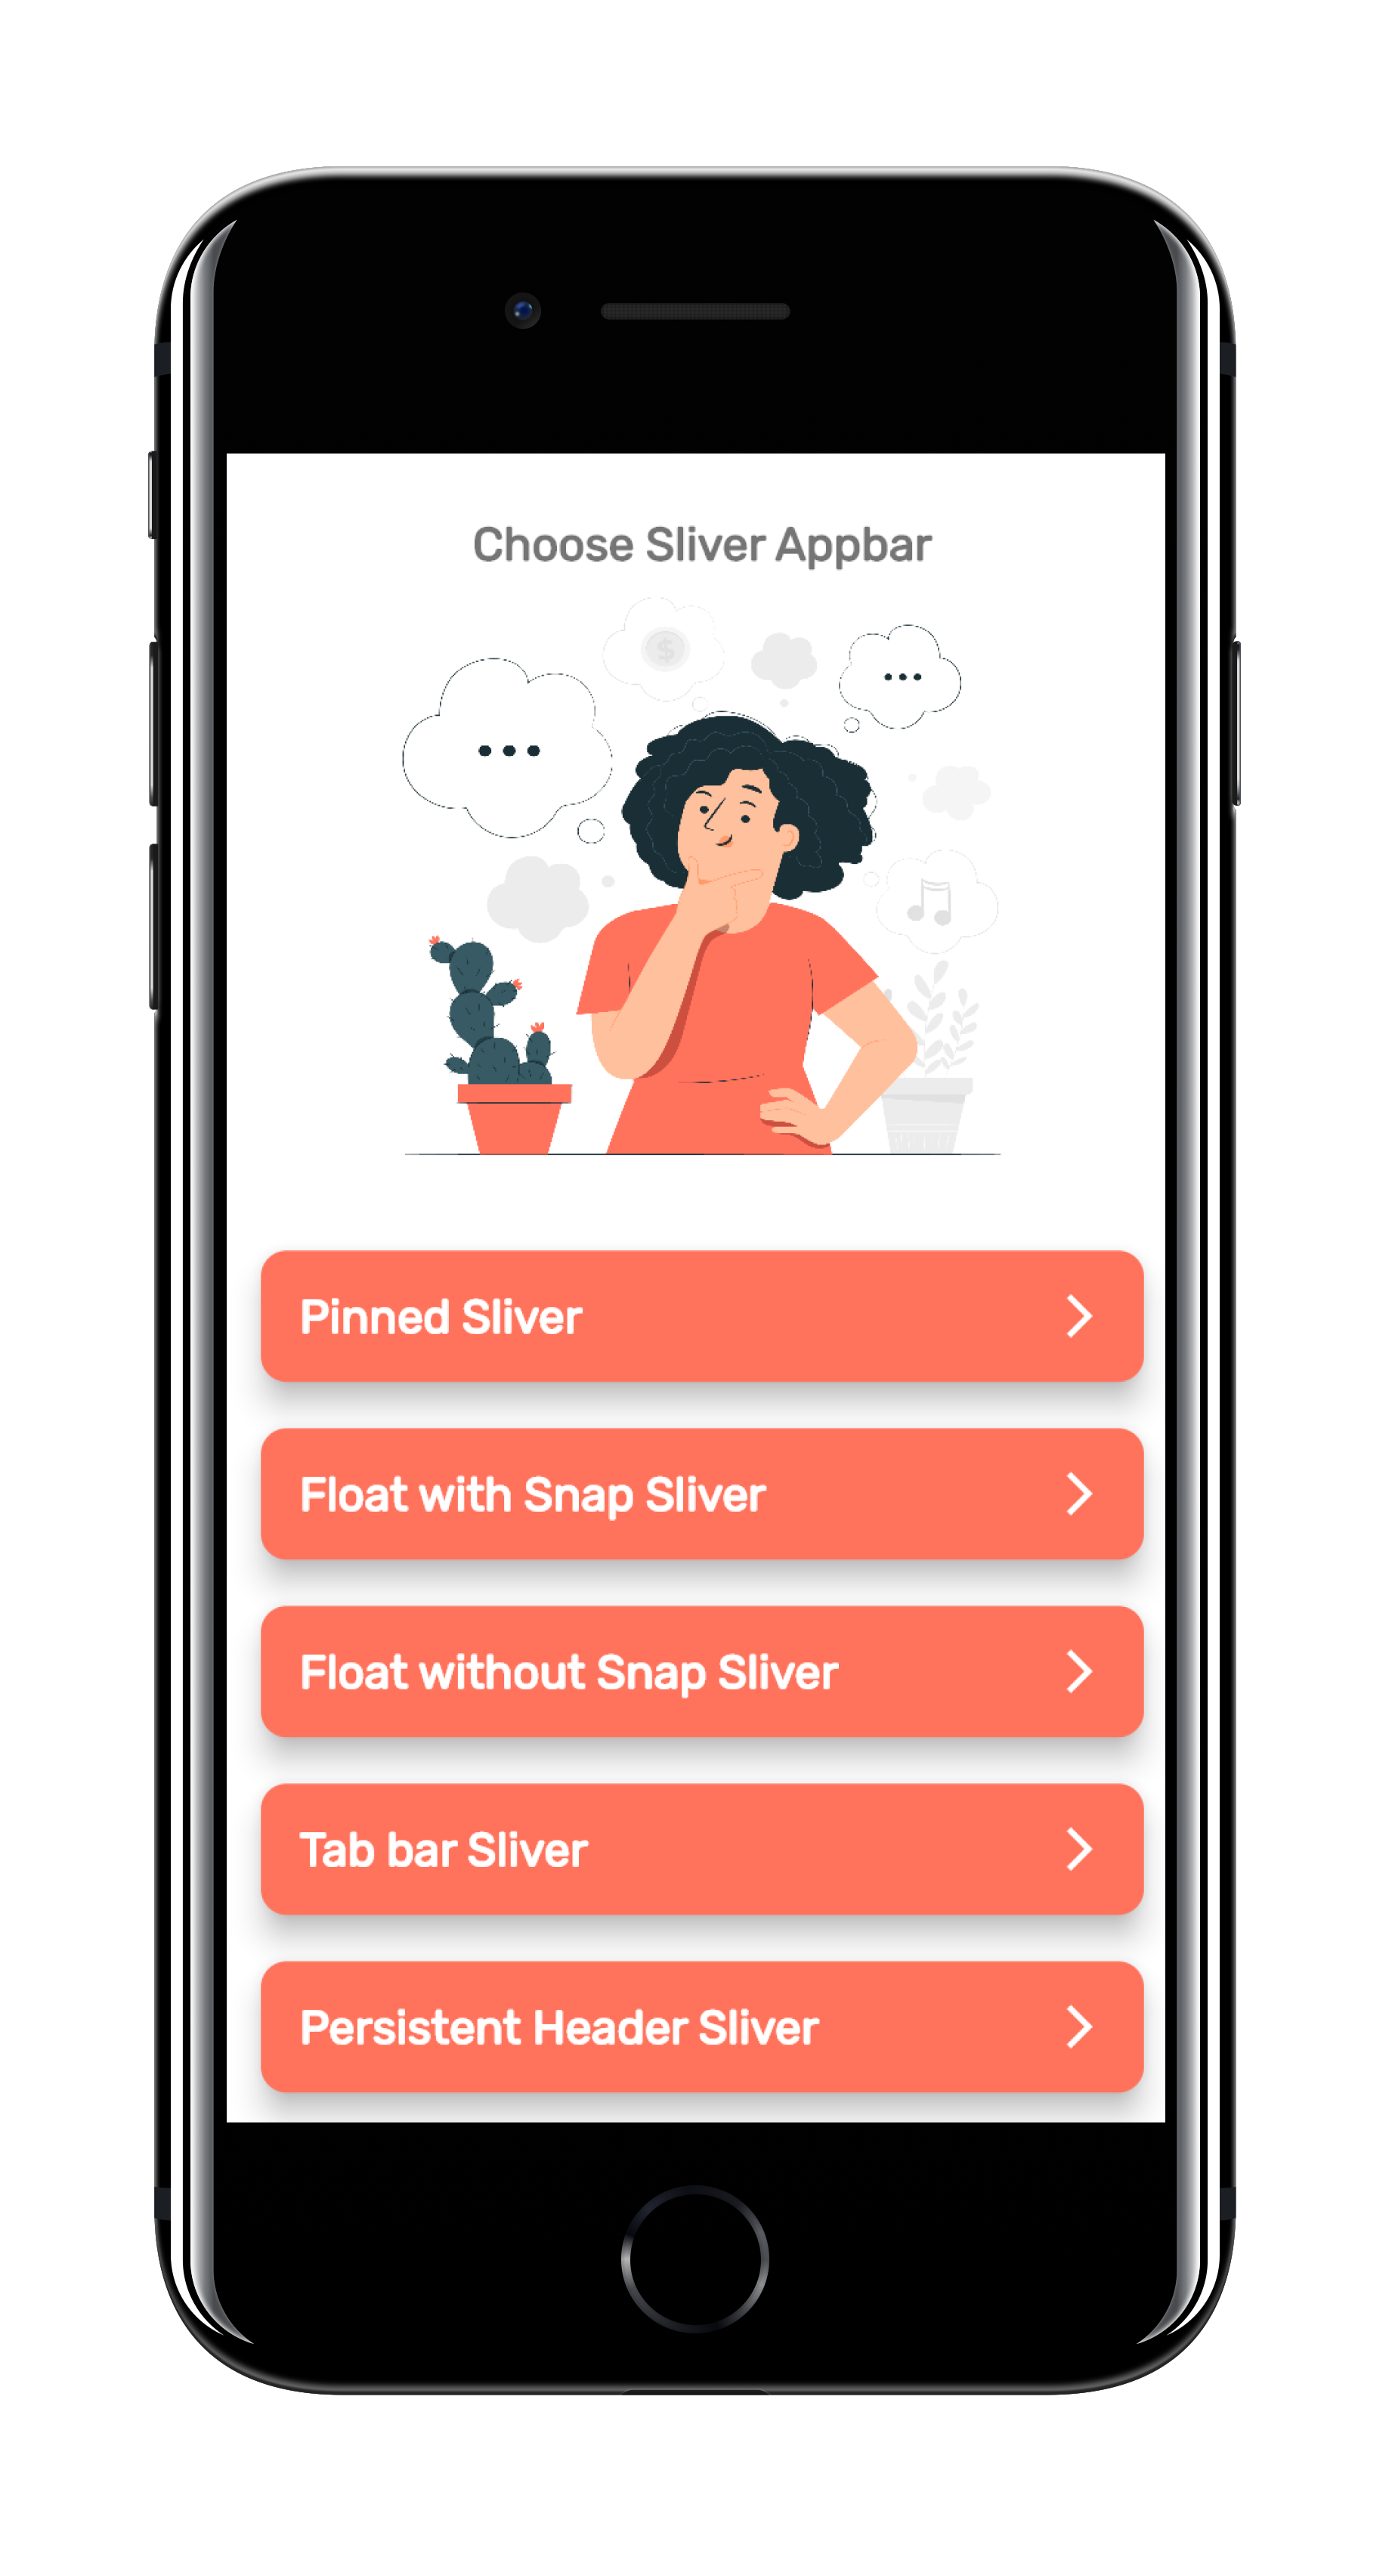 Choose Sliver Appbar
$
Pinned Sliver
Float with Snap Sliver
Float without Snap Sliver
Tab bar Sliver
Persistent Header Sliver